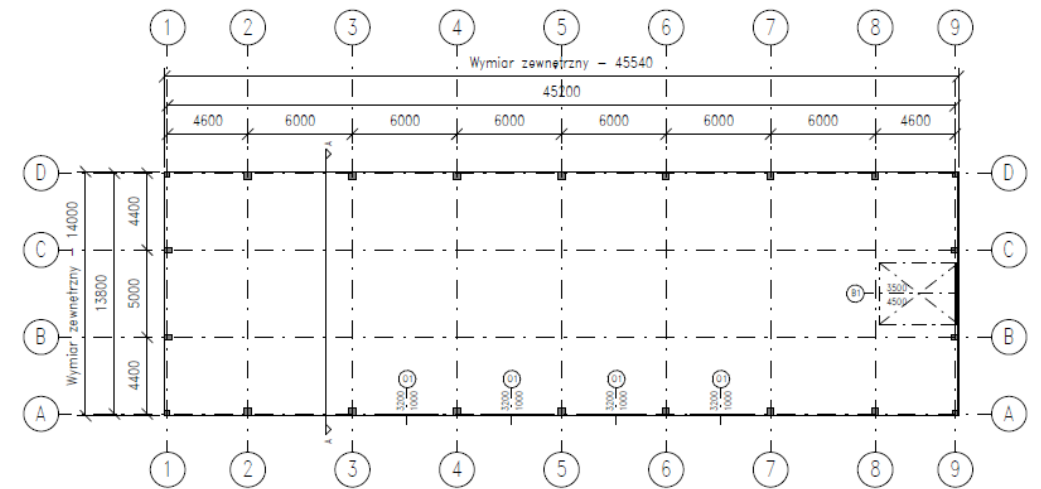 1 2 3 4 5 6 7 8 9
Wymiar zewnętrzny – 45540
45200
4600 6000 6000 6000 6000 6000 6000 4600
A
D D
4400
Wymiar zewnętrzny – 14000
C C
13800
5000
B1
3500
4500
B B
4400
O1 O1 O1 O1
3200 3200 3200 3200
1000 1000 1000 1000
A A
A
1 2 3 4 5 6 7 8 9